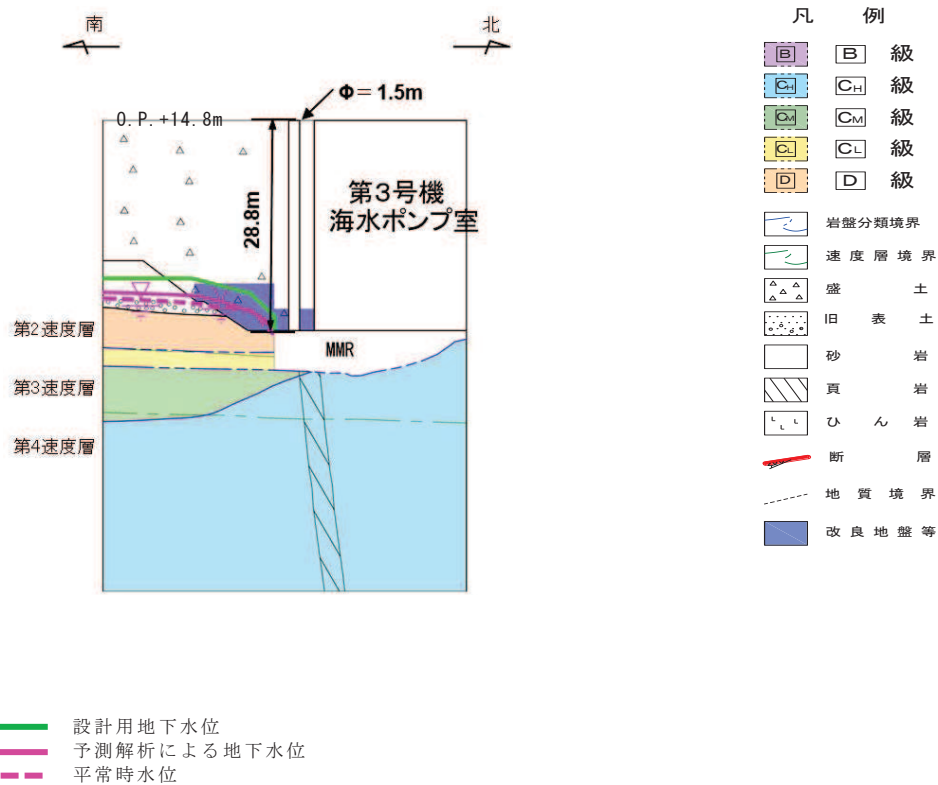 南
北
Φ= 1.5m
O.P.+14.8m
28.8m
第3号機
海水ポンプ室
第2速度層
MMR
第3速度層
第4速度層
凡 例
B B 級
CH CH 級
CM CM 級
CL CL 級
D D 級
岩盤分類境界
速度層境界
盛土
旧表土
砂岩
頁岩
ひん岩
断層
地質境界
改良地盤等
設計用地下水位
予測解析による地下水位
平常時水位